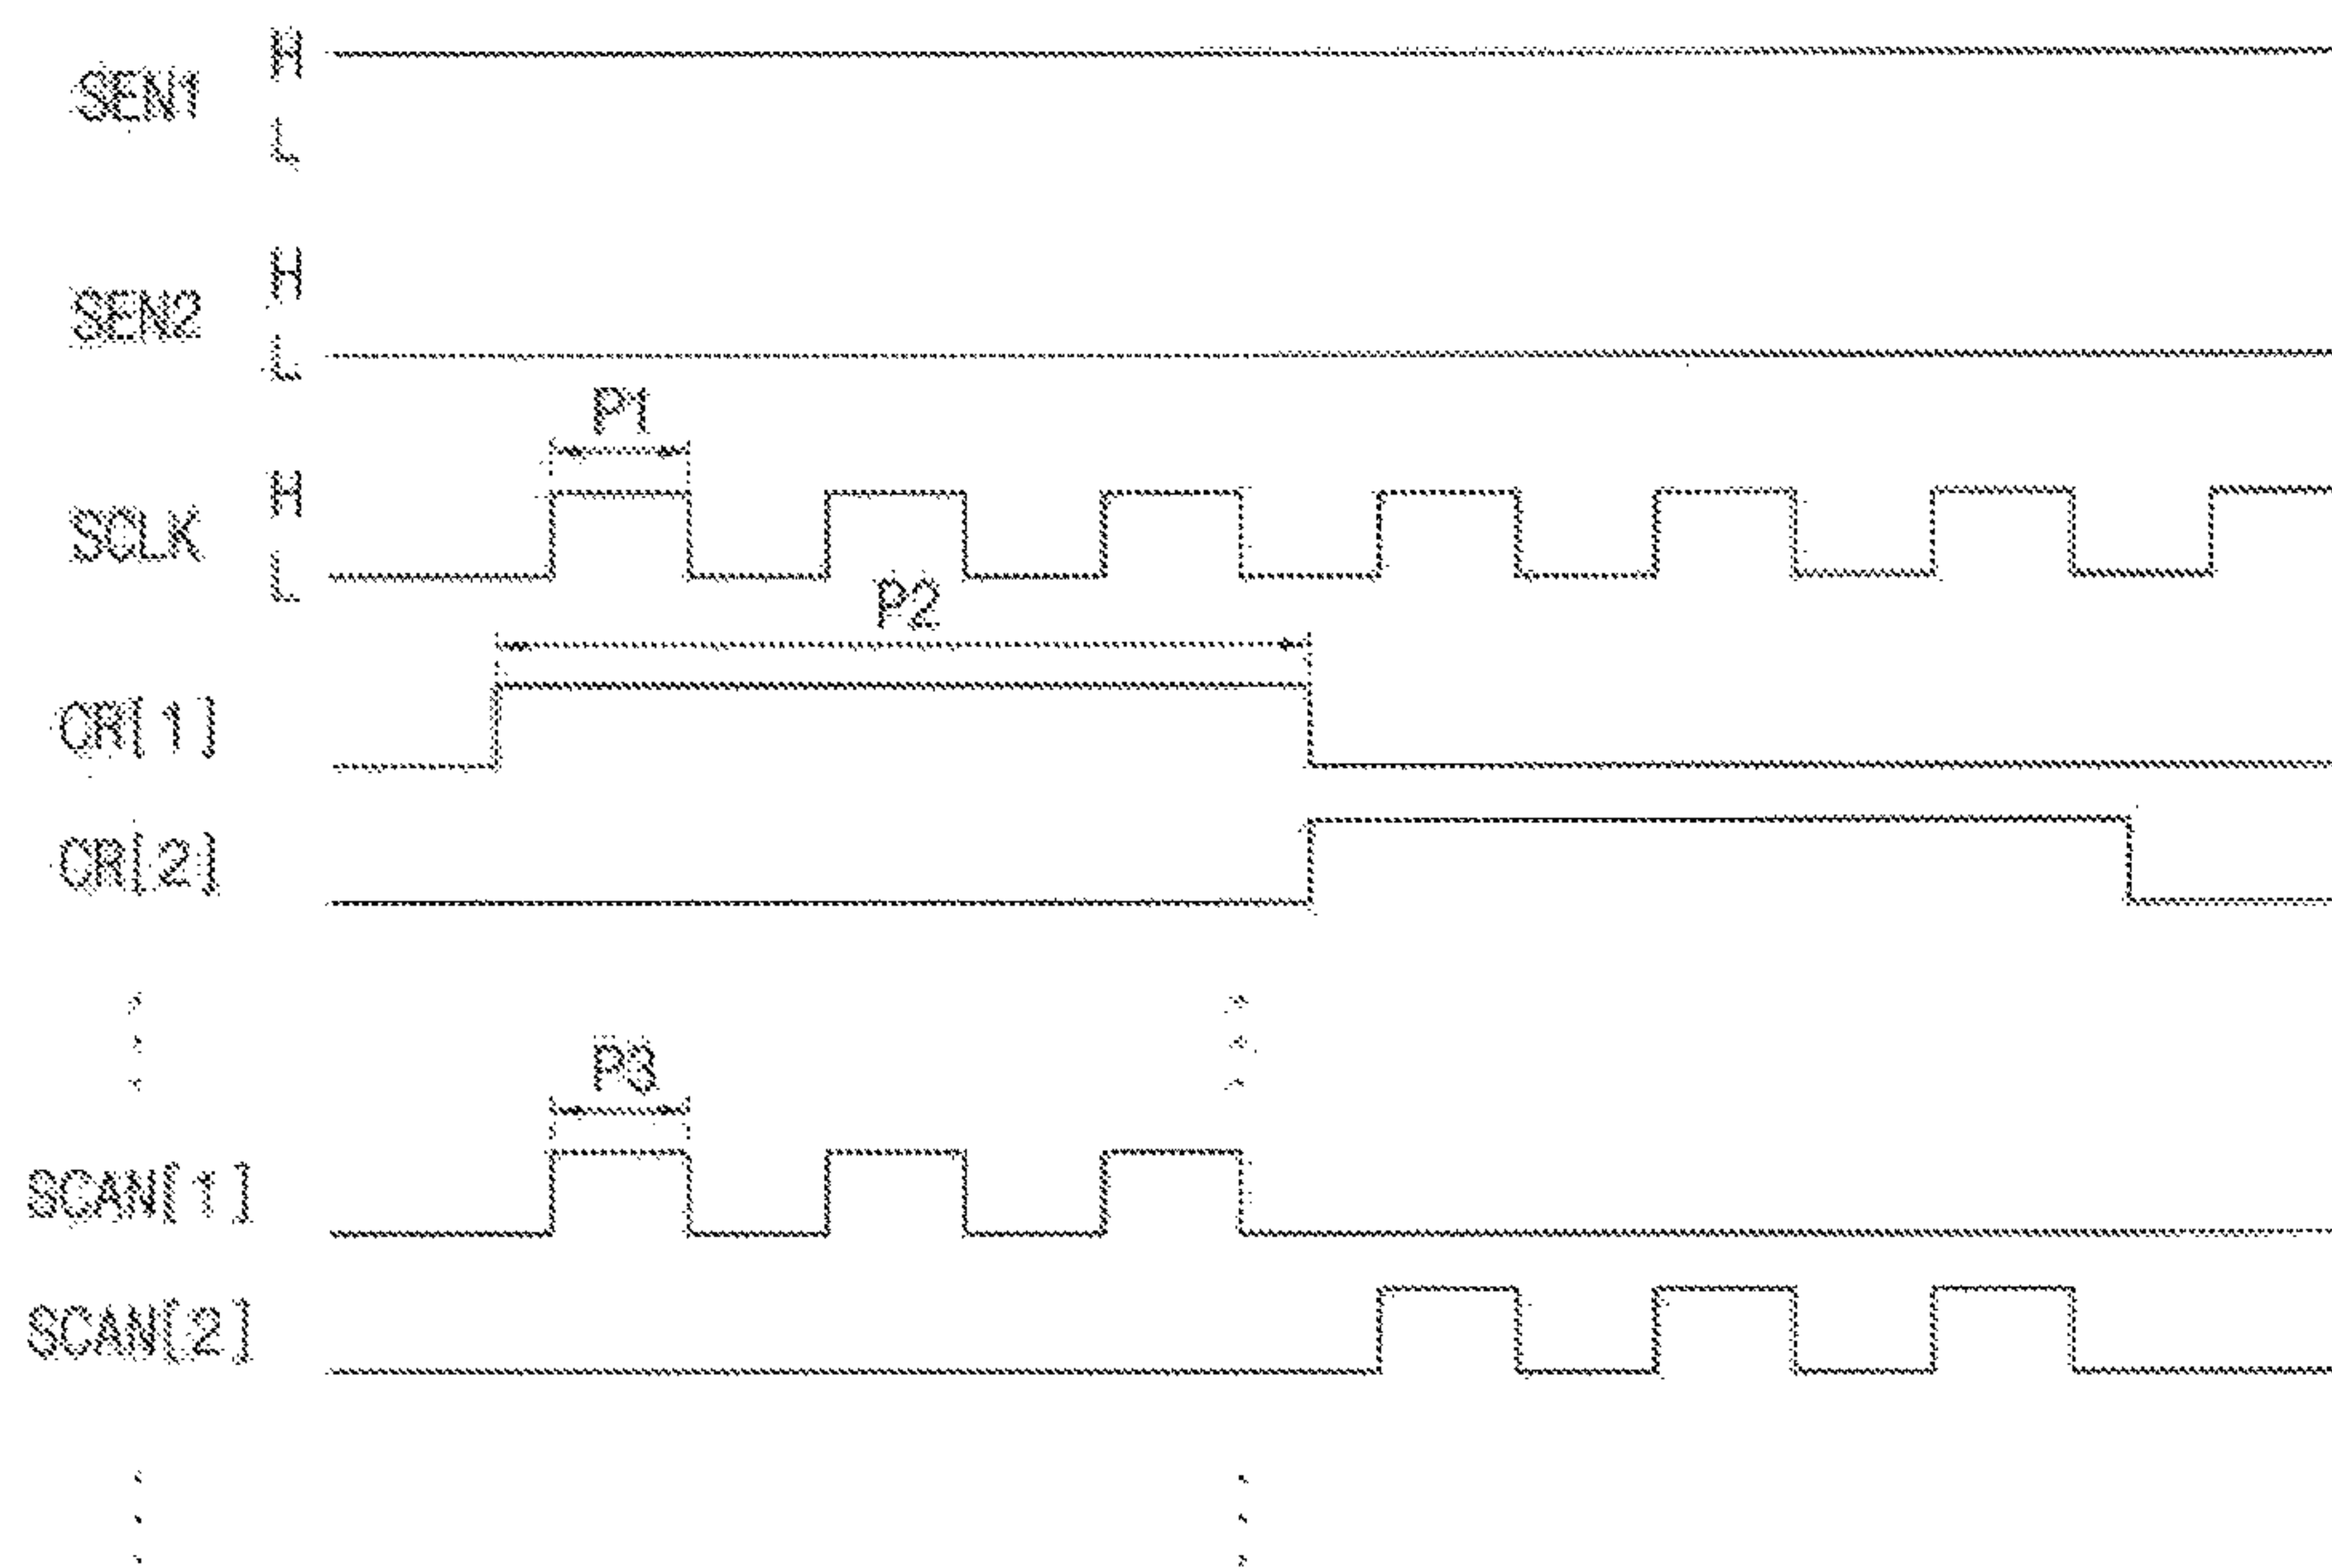 SEN1 H
L
SEN2 H
L
P1
SCLK H
L
P2
CR[1]
CR[2]
P3
SCAN[1]
SCAN[2]